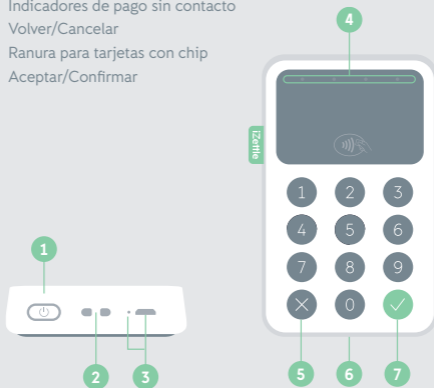 Indicadores de pago sin contacto
Volver/Cancelar
Ranura para tarjetas con chip
Aceptar/Confirmar
4
iZettle
1 2 3
4 5 6
7 8 9
0
1
2 3
5 6 7